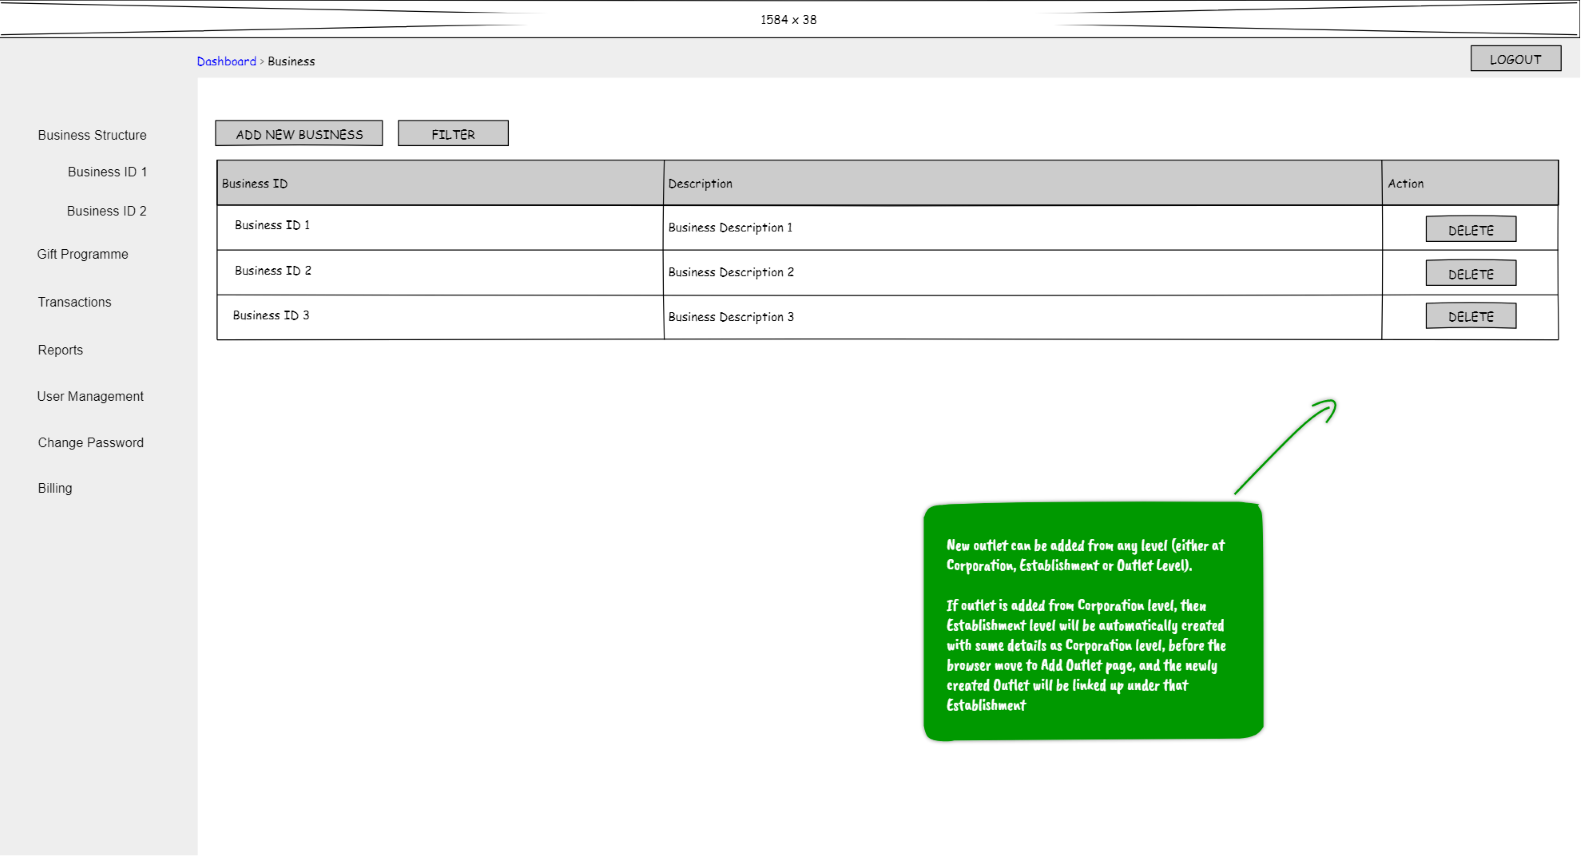 1584 x 38
Dashboard > Business
LOGOUT
Business Structure
Business ID 1
Business ID 2
Gift Programme
Transactions
Reports
User Management
Change Password
Billing
ADD NEW BUSINESS
FILTER
Business ID
Description
Action
Business ID 1
Business Description 1
DELETE
Business ID 2
Business Description 2
DELETE
Business ID 3
Business Description 3
DELETE
New outlet can be added from any level (either at
Corporation, Establishment or Outlet Level).
If outlet is added from Corporation level, then
Establishment level will be automatically created
with same details as Corporation level, before the
browser move to Add Outlet page, and the newly
created Outlet will be linked up under that
Establishment